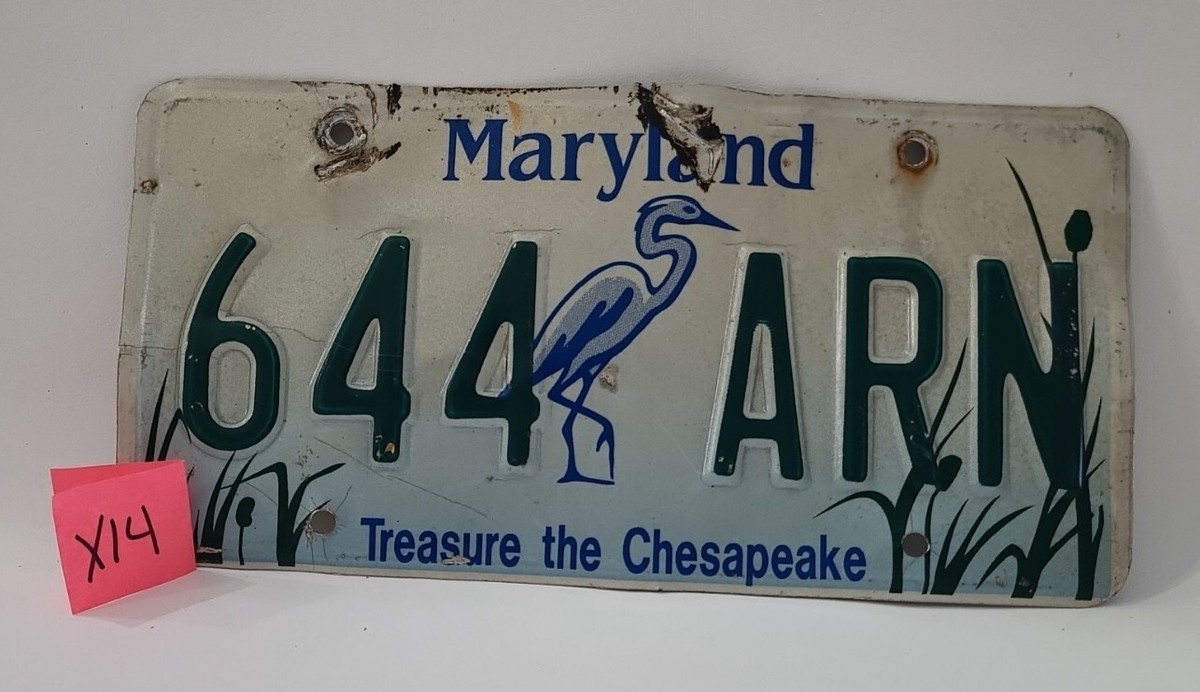 Maryland
644 ARN
Treasure the Chesapeake
X14